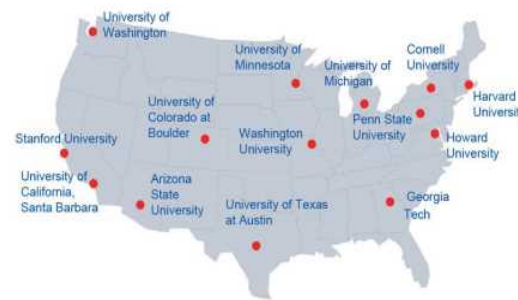 University of
Washington
University of
Minnesota
University of
Michigan
Cornell
University
Harvard
Universit
University of
Colorado at
Boulder
Washington
University
Penn State
University
Howard
University
Stanford University
University of
California,
Santa Barbara
Arizona
State
University
University of Texas
at Austin
Georgia
Tech